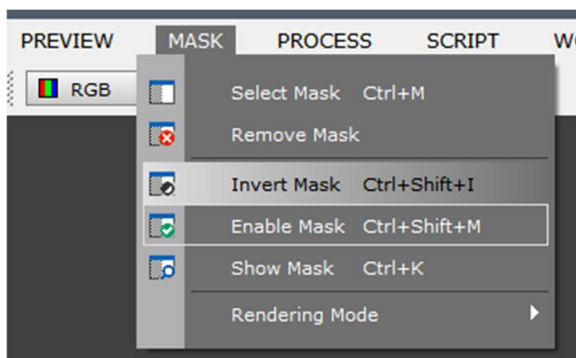 PREVIEW MASK PROCESS SCRIPT
RGB
Select Mask Ctrl+M
Remove Mask
Invert Mask Ctrl+Shift+I
Enable Mask Ctrl+Shift+M
Show Mask Ctrl+K
Rendering Mode